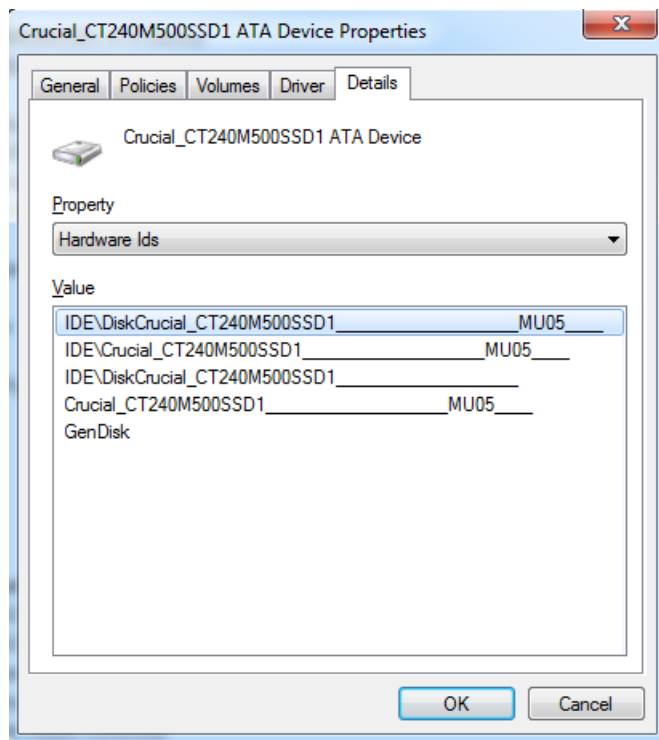 Crucial_CT240M500SSD1 ATA Device Properties
X
General Policies Volumes Driver Details
Crucial_CT240M500SSD1 ATA Device
Property
Hardware Ids
Value
IDE\DiskCrucial_CT240M500SSD1___________________MU05____
IDE\Crucial_CT240M500SSD1___________________MU05____
IDE\DiskCrucial_CT240M500SSD1___________________
Crucial_CT240M500SSD1___________________MU05____
GenDisk
OK Cancel